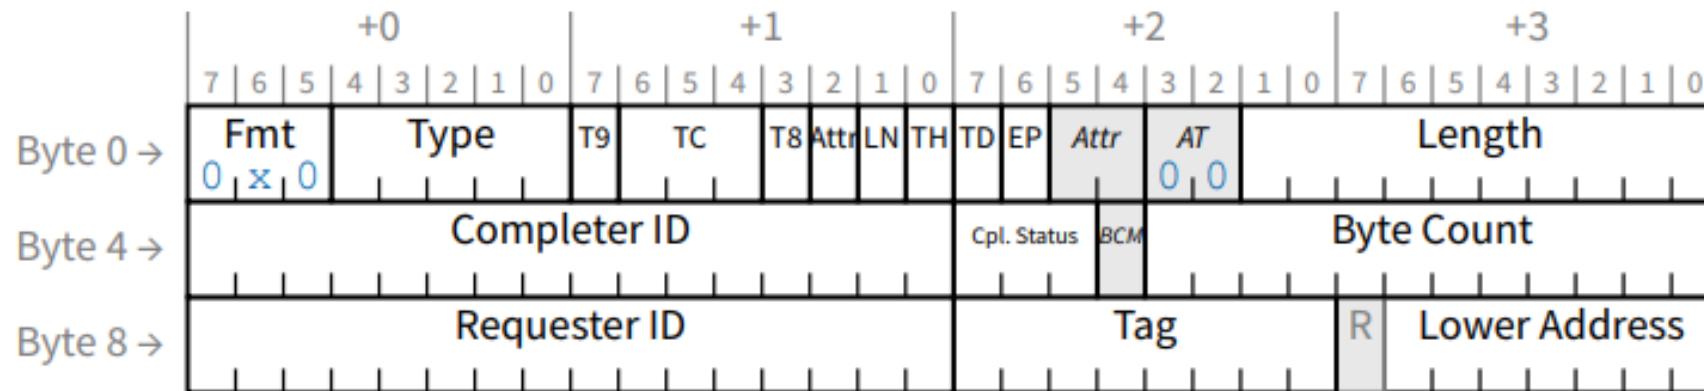 +0 +1 +2 +3
7 6 5 4 3 2 1 0 7 6 5 4 3 2 1 0 7 6 5 4 3 2 1 0 7 6 5 4 3 2 1 0
Byte 0 → Fmt Type T9 TC T8 Attr LN TH TD EP Attr AT Length
0 x 0 0 0
Byte 4 → Completer ID Cpl. Status BCM Byte Count
Byte 8 → Requester ID Tag R Lower Address